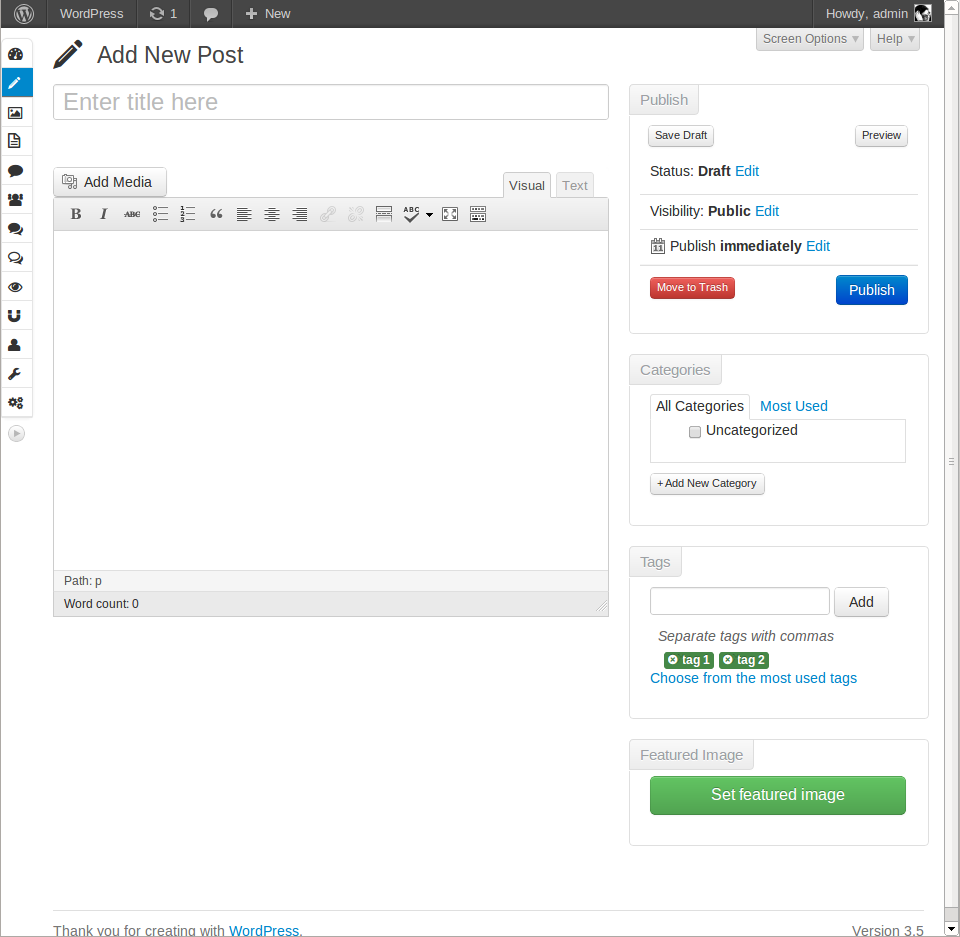 WordPress 1 New Howdy, admin
Screen Options Help
Add New Post
Enter title here
Add Media
Visual Text
B I ABC ABC
Path: p
Word count: 0
Publish
Save Draft Preview
Status: Draft Edit
Visibility: Public Edit
11 Publish immediately Edit
Move to Trash Publish
Categories
All Categories Most Used
Uncategorized
+ Add New Category
Tags
Add
Separate tags with commas
tag 1 tag 2
Choose from the most used tags
Featured Image
Set featured image
Thank you for creating with WordPress. Version 3.5